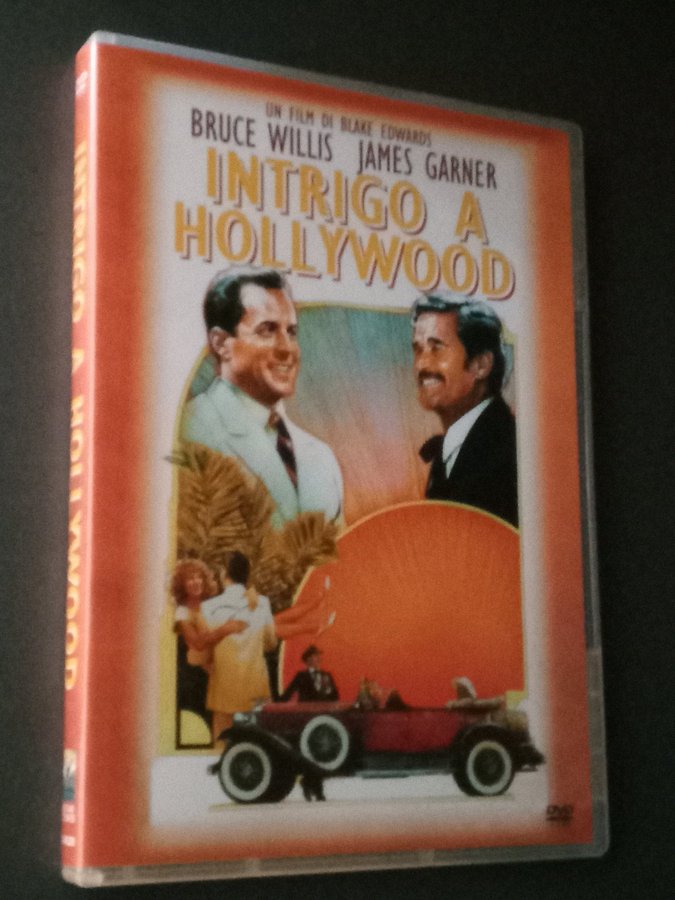 UN FILM DI BLAKE EDWARDS
BRUCE WILLIS JAMES GARNER
INTRIGO A
HOLLYWOOD
INTRIGO A HOLLYWOOD
DVD